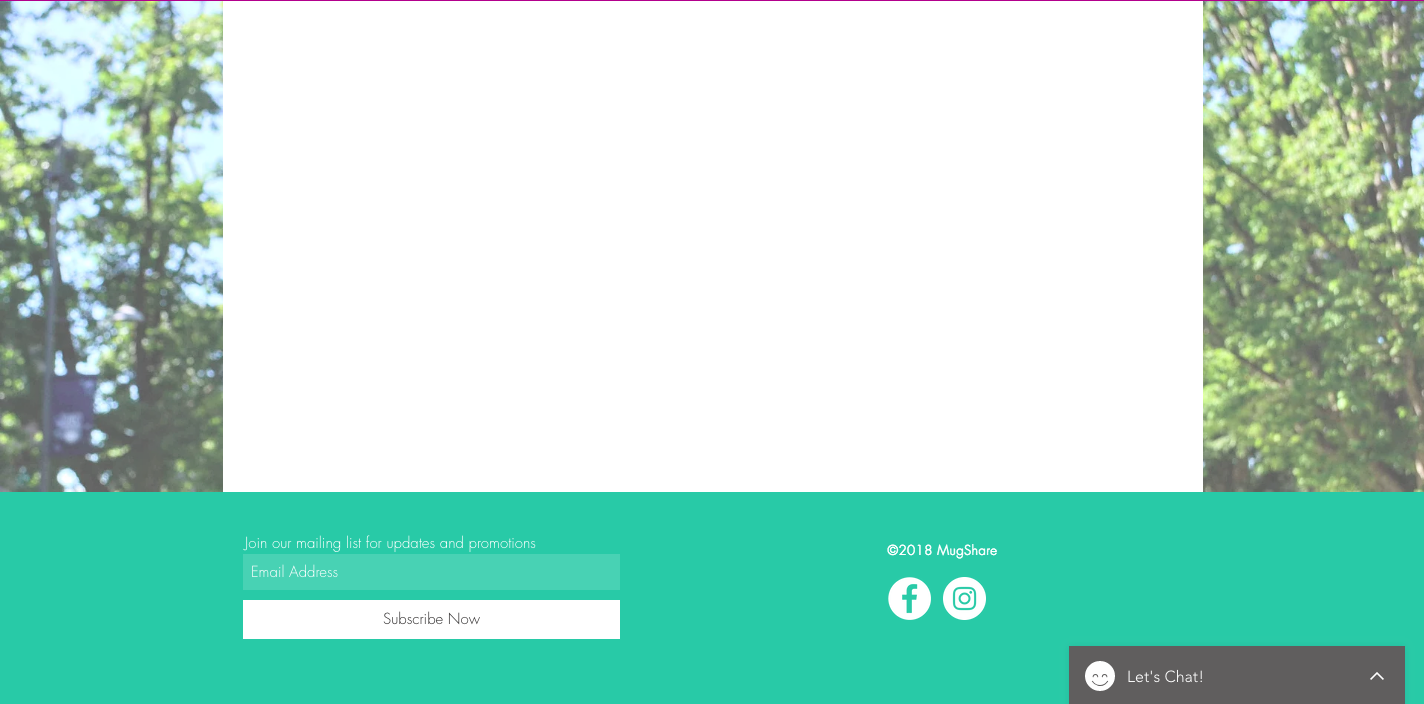 Join our mailing list for updates and promotions
Email Address
Subscribe Now
©2018 MugShare
Let's Chat!